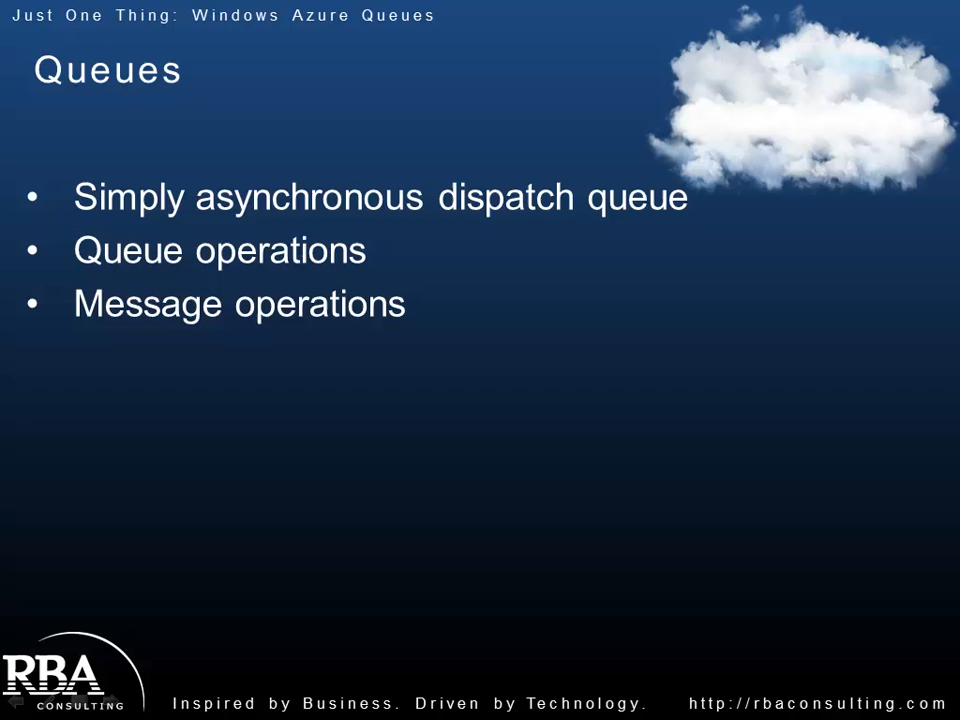 Just One Thing: Windows Azure Queues
Queues
• Simply asynchronous dispatch queue
• Queue operations
• Message operations
RBA
CONSULTING
Inspired by Business. Driven by Technology. http://rbaconsulting.com